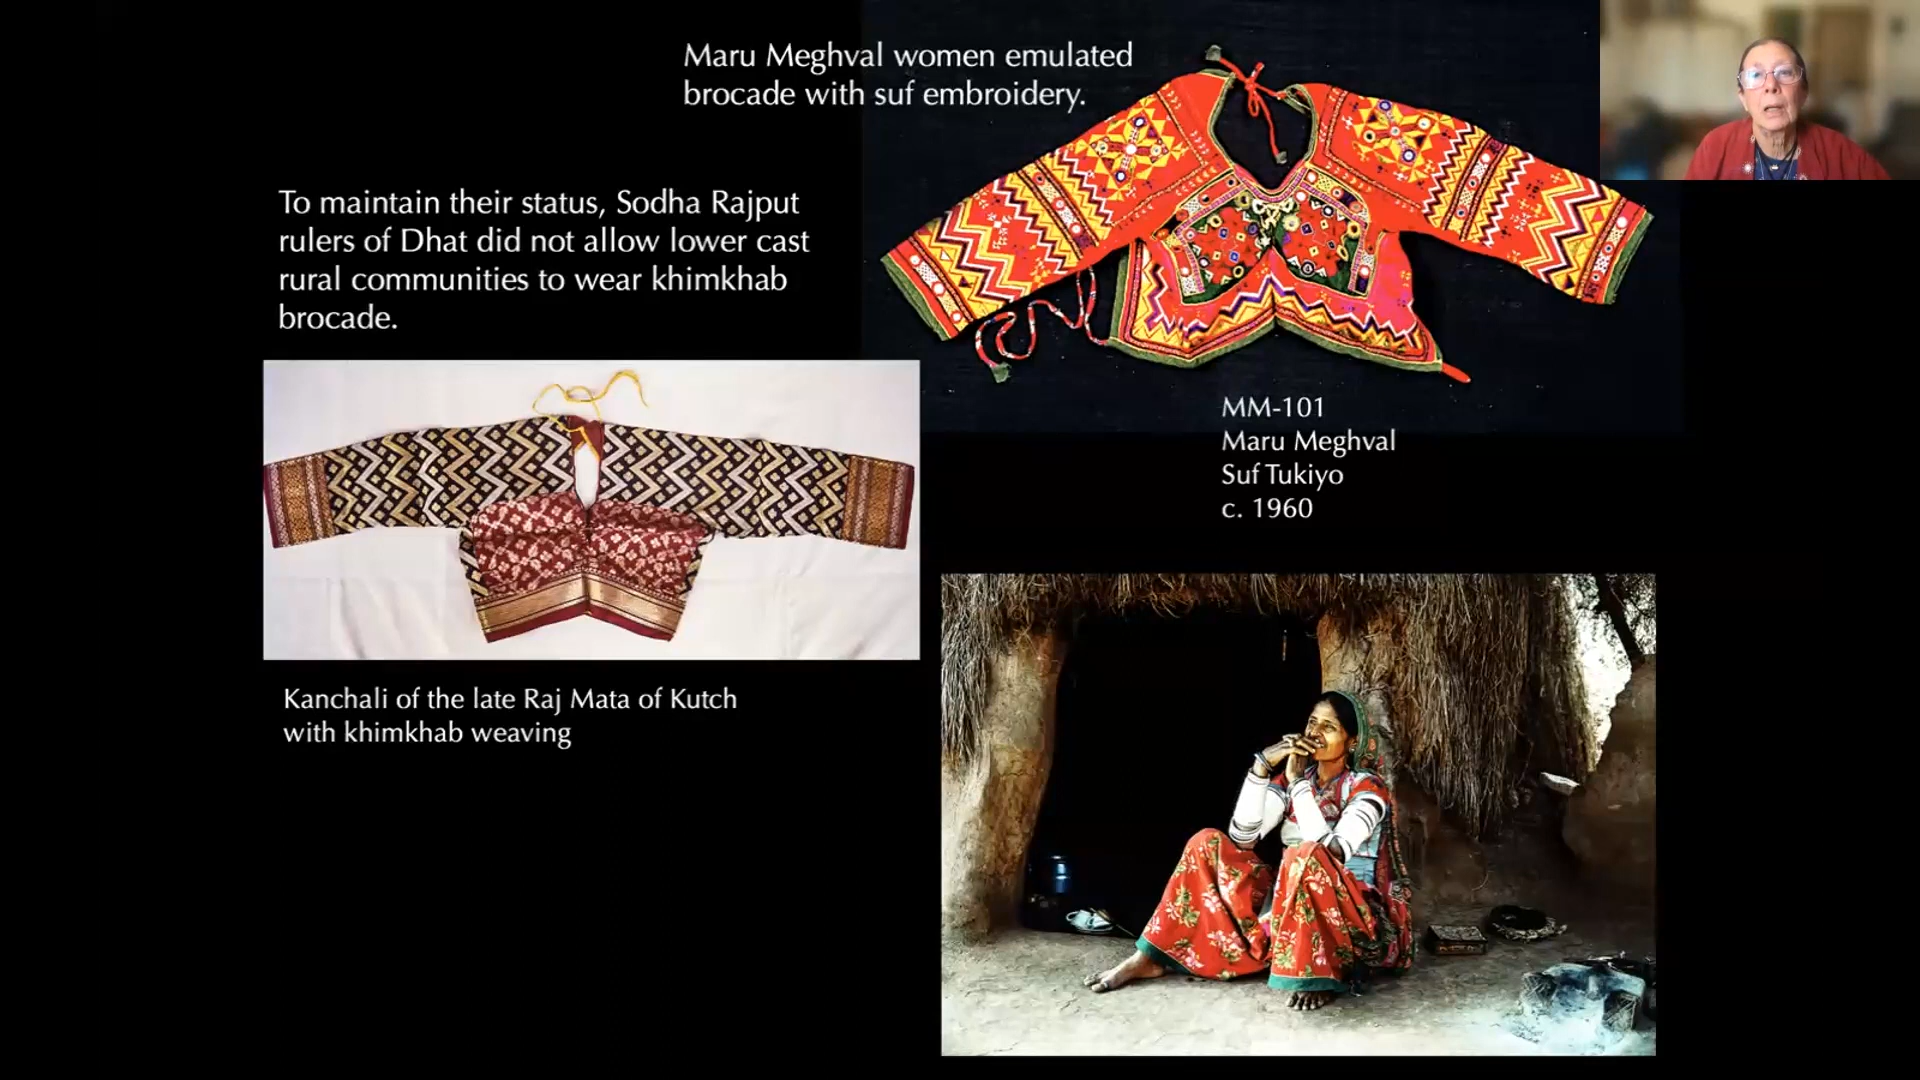 Maru Meghval women emulated
brocade with suf embroidery.
To maintain their status, Sodha Rajput
rulers of Dhat did not allow lower cast
rural communities to wear khimkhab
brocade.
MM-101
Maru Meghval
Suf Tukiyo
c. 1960
Kanchali of the late Raj Mata of Kutch
with khimkhab weaving